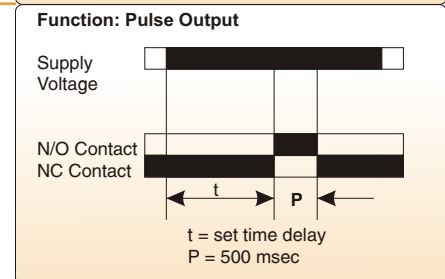 Function: Pulse Output
Supply
Voltage
N/O Contact
NC Contact
t
P
t = set time delay
P = 500 msec